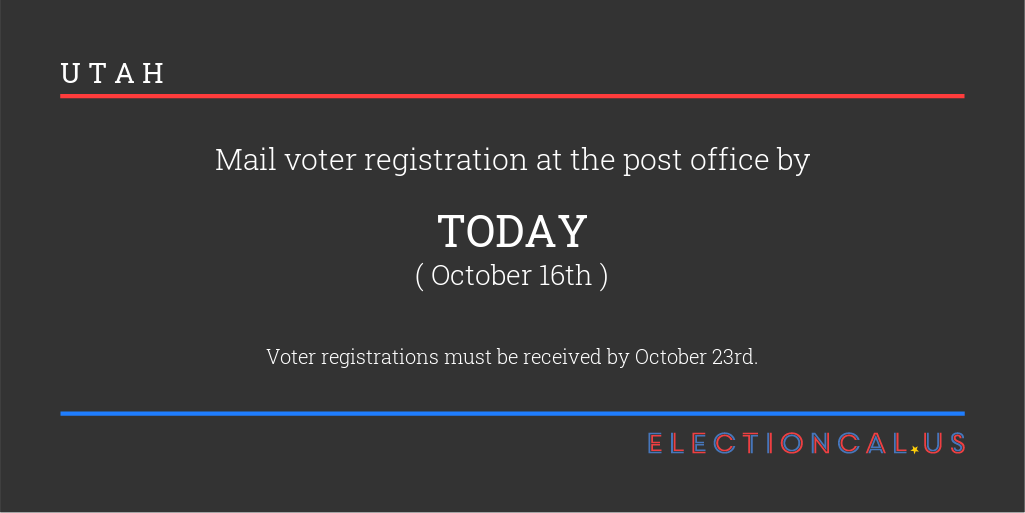 UTAH
Mail voter registration at the post office by
TODAY
( October 16th )
Voter registrations must be received by October 23rd.
ELECTIONCAL.US